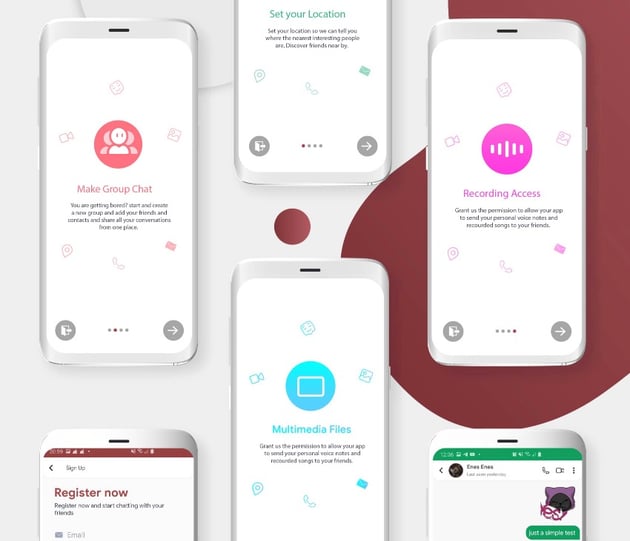 Set your Location
Set your location so we can tell you
where the nearest interesting people
are. Discover friends near by.
Make Group Chat
You are getting bored? start and create
a new group and add your friends and
contacts and share all your conversations
from one place.
Recording Access
Grant us the permission to allow your app
to send your personal voice notes and
recourded songs to your friends.
Multimedia Files
Grant us the permission to allow your app
to send your personal voice notes and
recourded songs to your friends.
20:59
Sign Up
Register now
Register now and start chatting with your
friends
Email
12:36
Enes Enes
Last seen yesterday
just a simple test